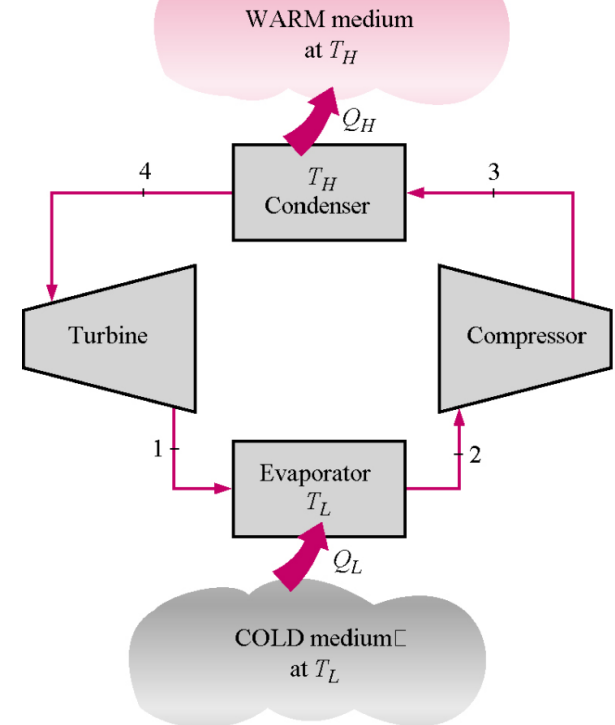 WARM medium
at T_H
Q_H
4
T_H
Condenser
3
Turbine
Compressor
1
Evaporator
T_L
2
Q_L
COLD medium□
at T_L